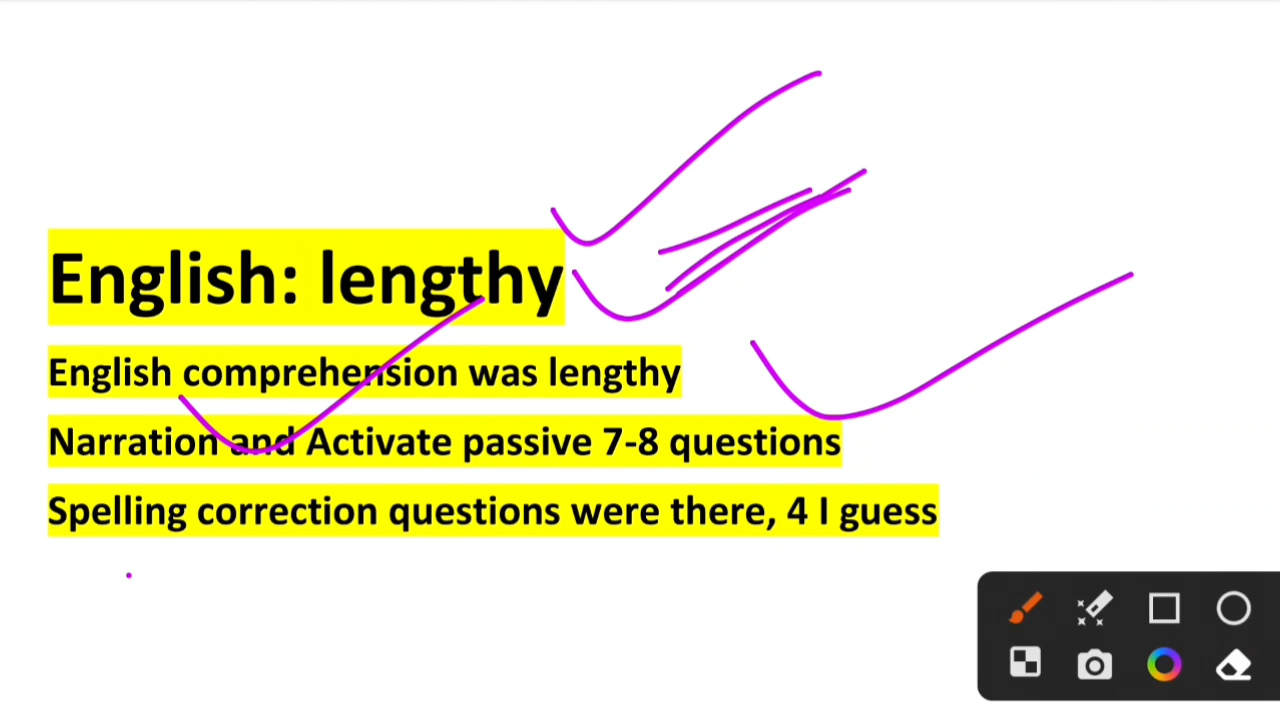 English: lengthy
English comprehension was lengthy
Narration and Activate passive 7-8 questions
Spelling correction questions were there, 4 I guess